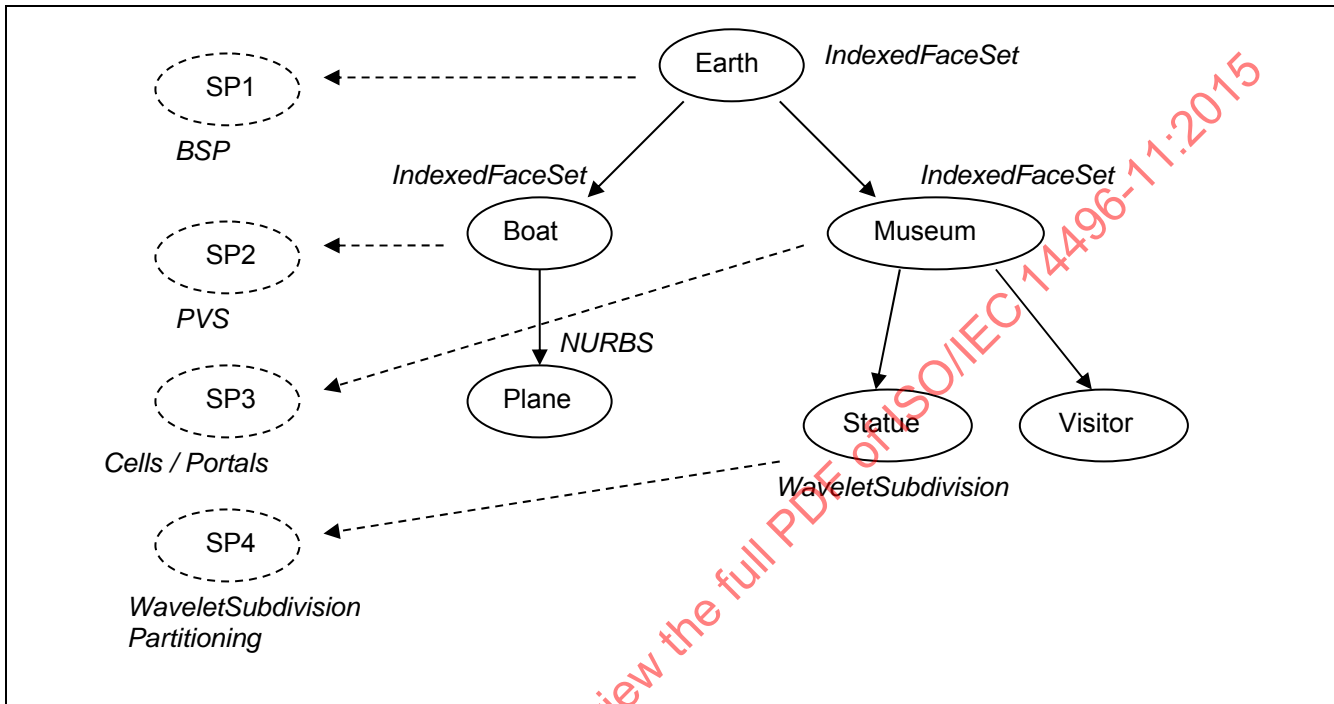 Earth
IndexedFaceSet
SP1
BSP
IndexedFaceSet
IndexedFaceSet
Boat
Museum
SP2
PVS
NURBS
SP3
Plane
Statue
Visitor
Cells / Portals
WaveletSubdivision
SP4
WaveletSubdivision
Partitioning
view the full PDF of ISO/IEC 14496-11:2015